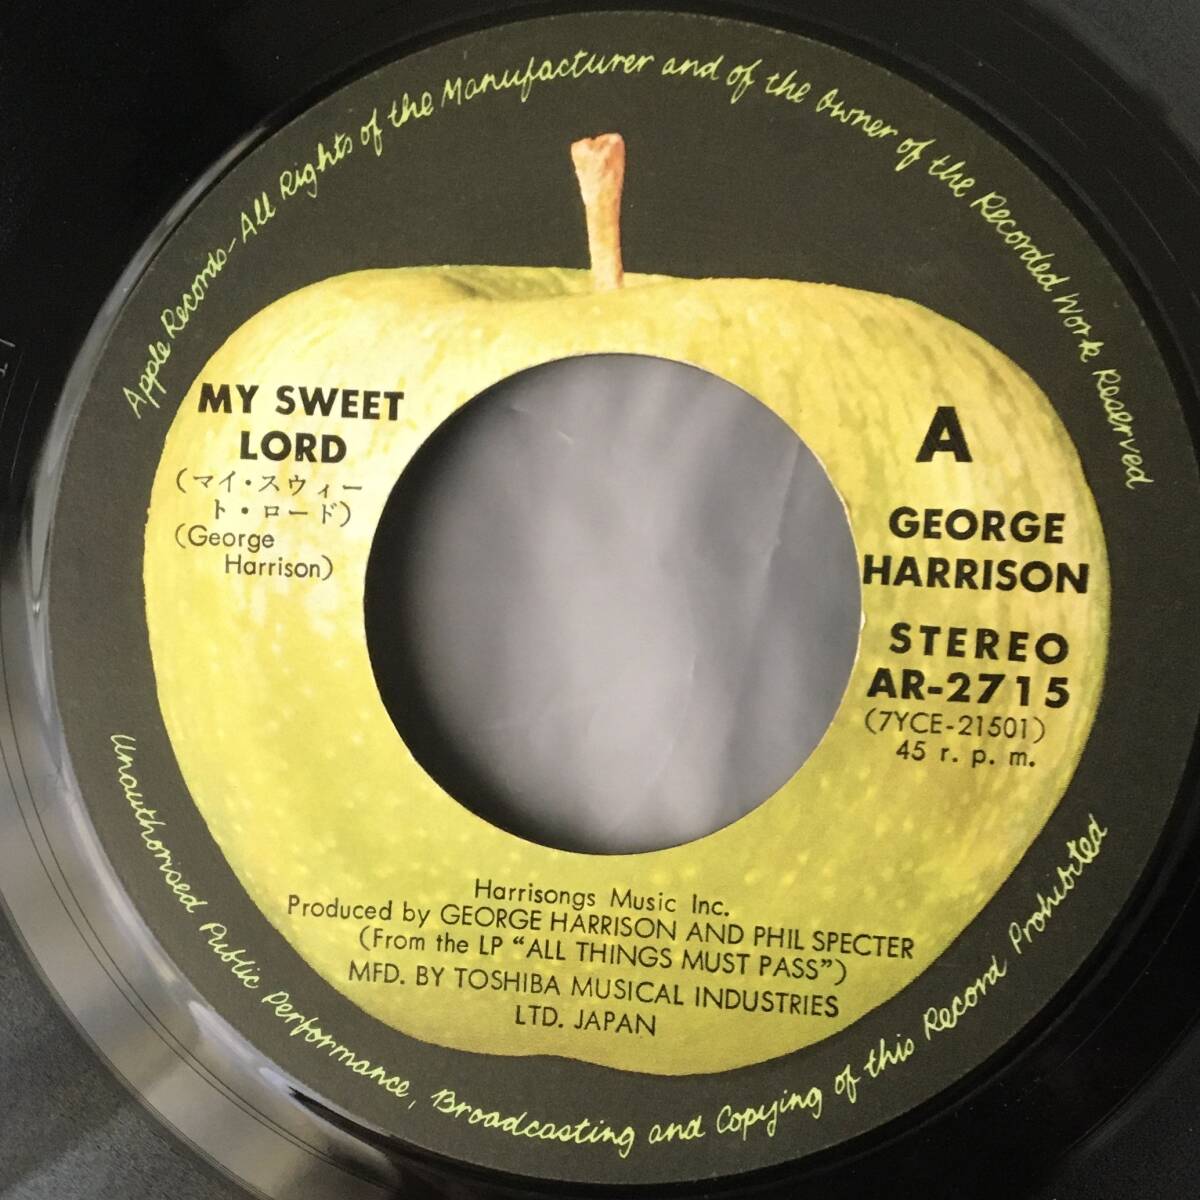 Apple Records - All Rights of the Manufacturer and of the Owner of the Recorded Work Reserved
MY SWEET
LORD
(マイ・スウィー
ト・ロード)
(George
Harrison)
A
GEORGE
HARRISON
STEREO
AR-2715
(7YCE-21501)
45 r. p. m.
Harrisongs Music Inc.
Produced by GEORGE HARRISON AND PHIL SPECTER
(From the LP “ALL THINGS MUST PASS”)
MFD. BY TOSHIBA MUSICAL INDUSTRIES
LTD. JAPAN
Unauthorised Public Performance, Broadcasting and Copying of this Record Prohibited